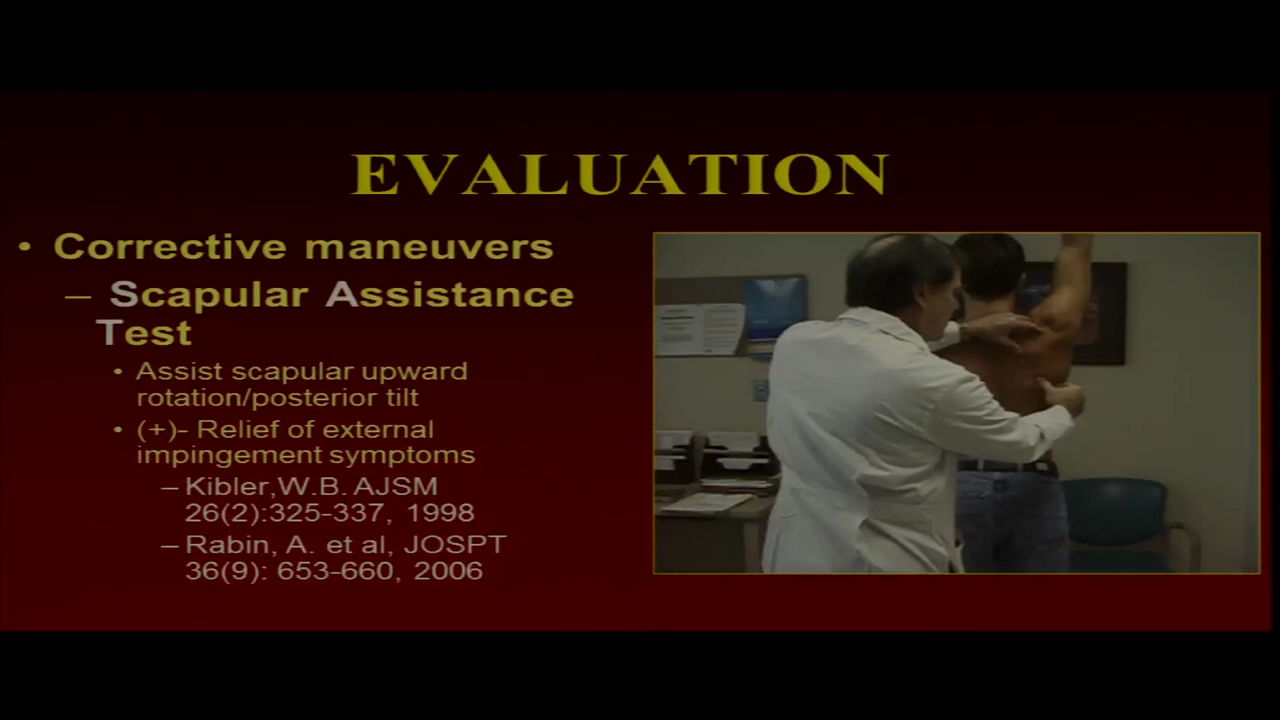 EVALUATION
• Corrective maneuvers
– Scapular Assistance
Test
• Assist scapular upward
rotation/posterior tilt
• (+)- Relief of external
impingement symptoms
– Kibler,W.B. AJSM
26(2):325-337, 1998
– Rabin, A. et al, JOSPT
36(9): 653-660, 2006